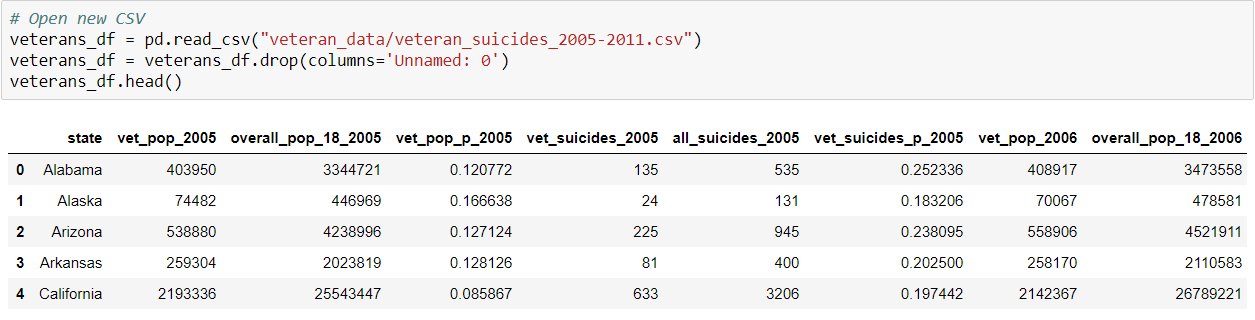 # Open new CSV
veterans_df = pd.read_csv("veteran_data/veteran_suicides_2005-2011.csv")
veterans_df = veterans_df.drop(columns='Unnamed: 0')
veterans_df.head()
state vet_pop_2005 overall_pop_18_2005 vet_pop_p_2005 vet_suicides_2005 all_suicides_2005 vet_suicides_p_2005 vet_pop_2006 overall_pop_18_2006
0 Alabama 403950 3344721 0.120772 135 535 0.252336 408917 3473558
1 Alaska 74482 446969 0.166638 24 131 0.183206 70067 478581
2 Arizona 538880 4238996 0.127124 225 945 0.238095 558906 4521911
3 Arkansas 259304 2023819 0.128126 81 400 0.202500 258170 2110583
4 California 2193336 25543447 0.085867 633 3206 0.197442 2142367 26789221